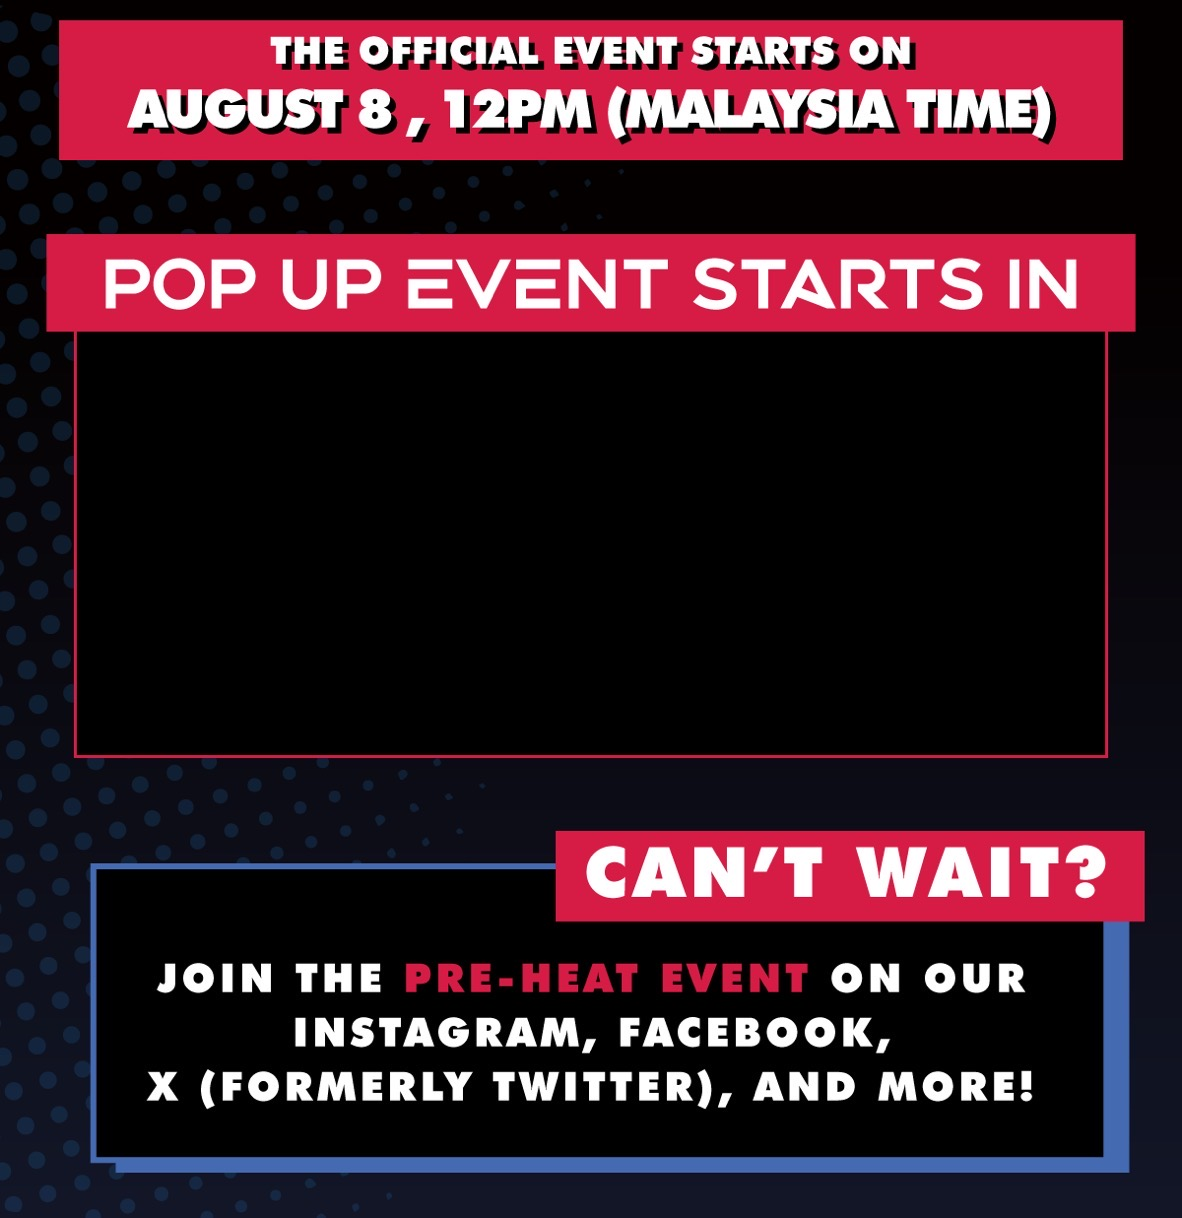 THE OFFICIAL EVENT STARTS ON
AUGUST 8 , 12PM (MALAYSIA TIME)
POP UP EVENT STARTS IN
CAN'T WAIT?
JOIN THE PRE-HEAT EVENT ON OUR
INSTAGRAM, FACEBOOK,
X (FORMERLY TWITTER), AND MORE!